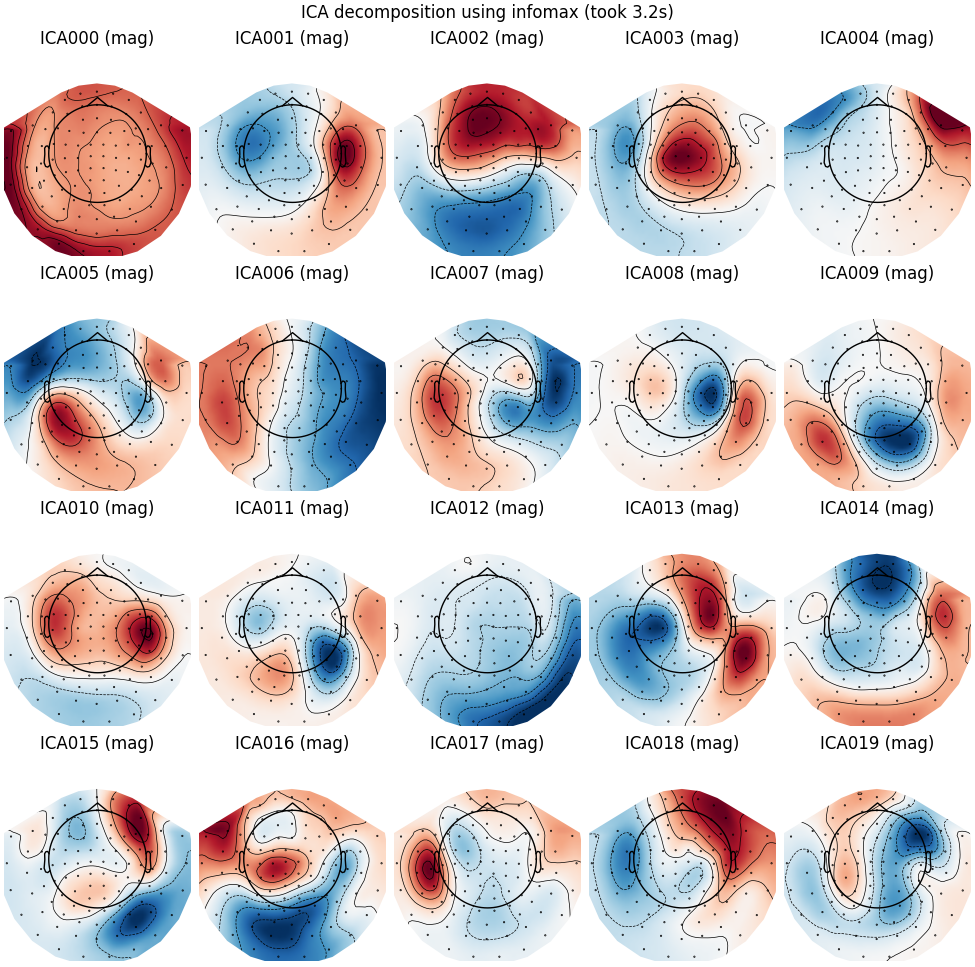 ICA decomposition using infomax (took 3.2s)
ICA000 (mag) ICA001 (mag) ICA002 (mag) ICA003 (mag) ICA004 (mag)
ICA005 (mag) ICA006 (mag) ICA007 (mag) ICA008 (mag) ICA009 (mag)
ICA010 (mag) ICA011 (mag) ICA012 (mag) ICA013 (mag) ICA014 (mag)
ICA015 (mag) ICA016 (mag) ICA017 (mag) ICA018 (mag) ICA019 (mag)